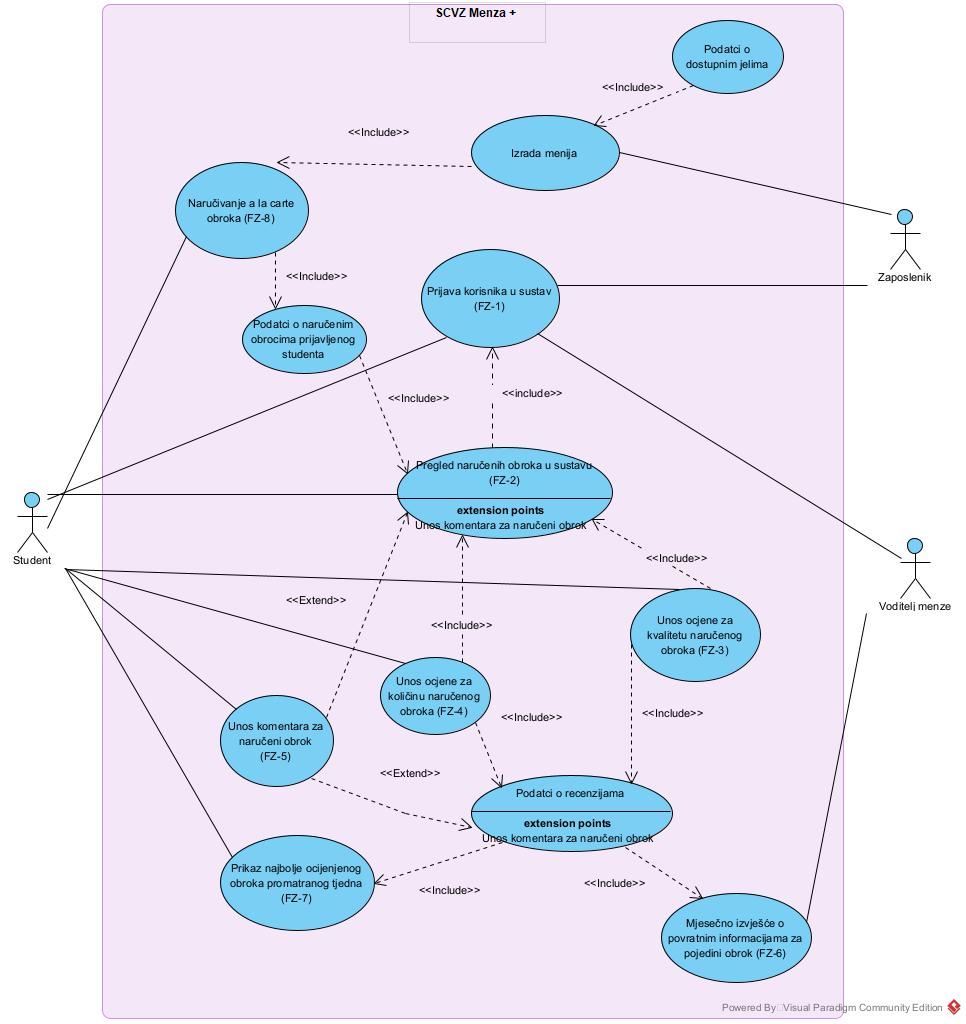 SCVZ Menza +
Podatci o
dostupnim jelima
<<Include>>
<<Include>>
Izrada menija
Naručivanje a la carte
obroka (FZ-8)
Zaposlenik
<<Include>>
Prijava korisnika u sustav
(FZ-1)
Podatci o naručenim
obrocima prijavljenog
studenta
<<Include>>
<<include>>
Pregled naručenih obroka u sustavu
(FZ-2)
extension points
Unos komentara za naručeni obrok
Student
<<Include>>
Voditelj menze
<<Extend>>
<<Include>>
Unos ocjene za
kvalitetu naručenog
obroka (FZ-3)
Unos ocjene za
količinu naručenog
obroka (FZ-4)
<<Include>>
<<Include>>
Unos komentara za
naručeni obrok
(FZ-5)
<<Extend>>
Podatci o recenzijama
extension points
Unos komentara za naručeni obrok
Prikaz najbolje ocijenjenog
obroka promatranog tjedna
(FZ-7)
<<Include>>
<<Include>>
Mjesečno izvješće o
povratnim informacijama za
pojedini obrok (FZ-6)
Powered By Visual Paradigm Community Edition